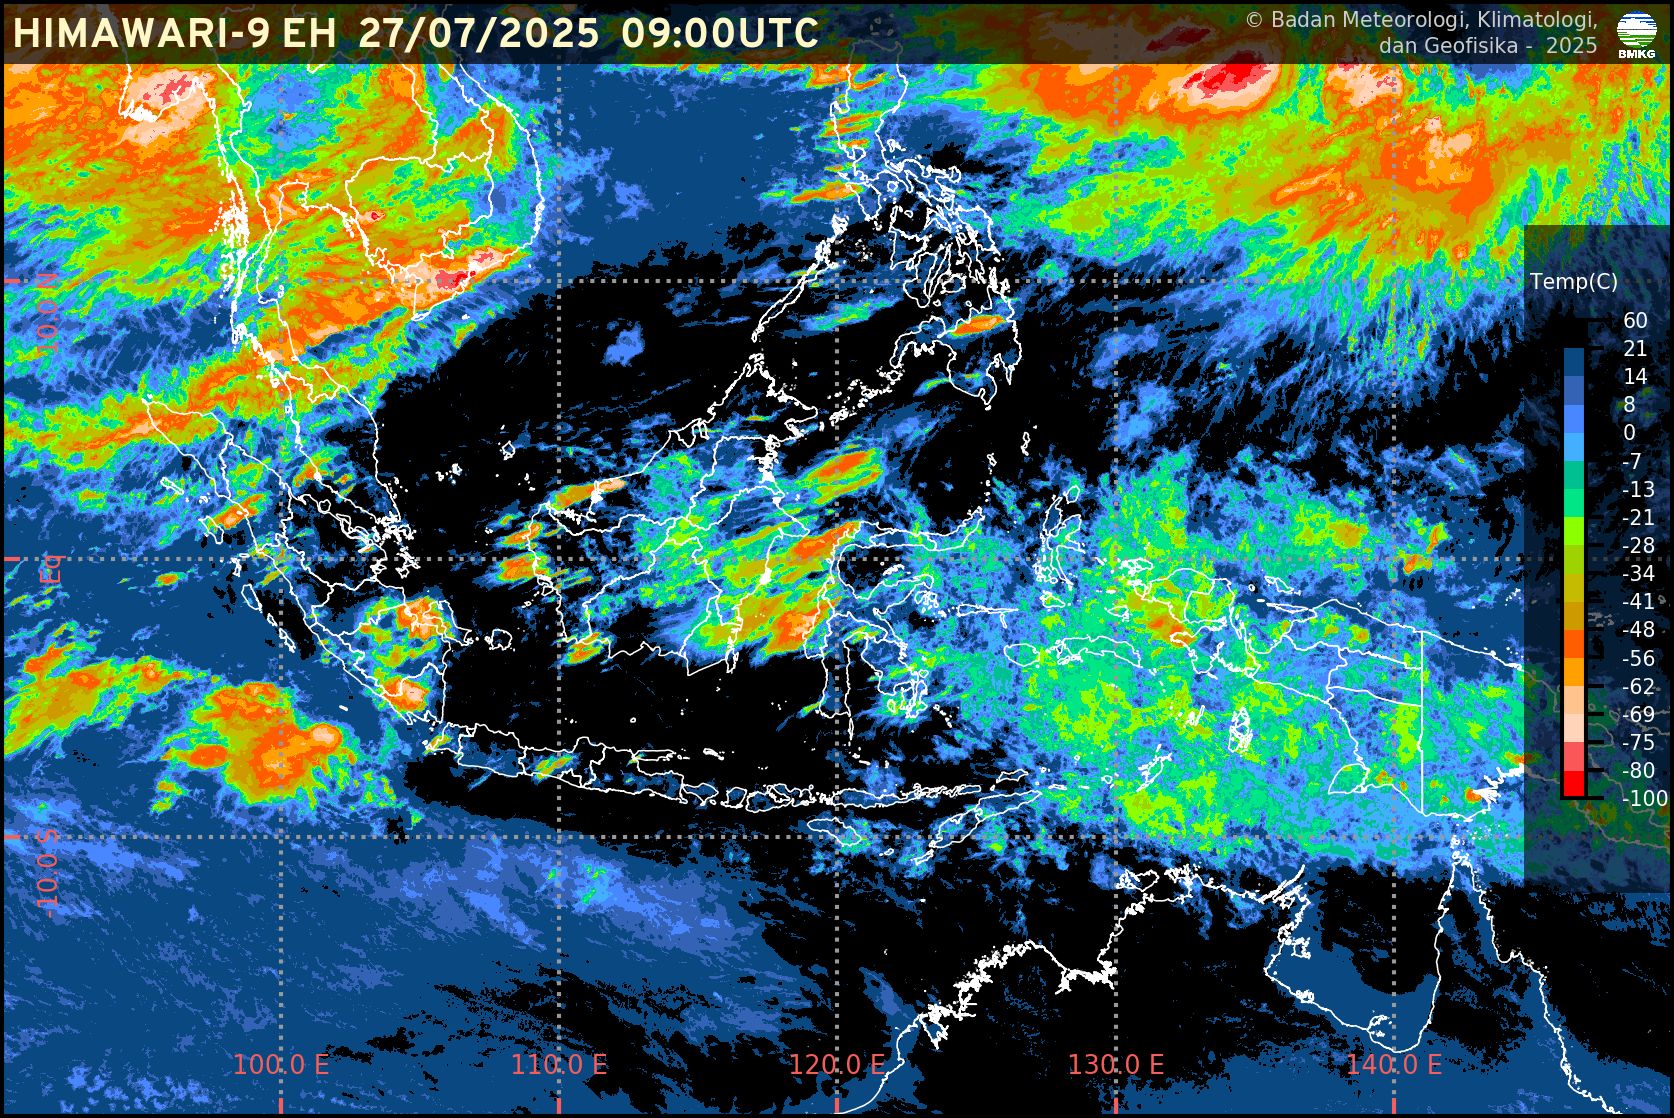 HIMAWARI-9 EH 27/07/2025 09:00UTC
© Badan Meteorologi, Klimatologi,
dan Geofisika - 2025
BMKG
Temp(C)
60
21
14
8
0
-7
-13
-21
-28
-34
-41
-48
-56
-62
-69
-75
-80
-100
10.0 N
Eq
-10.0 S
100.0 E
110.0 E
120.0 E
130.0 E
140.0 E